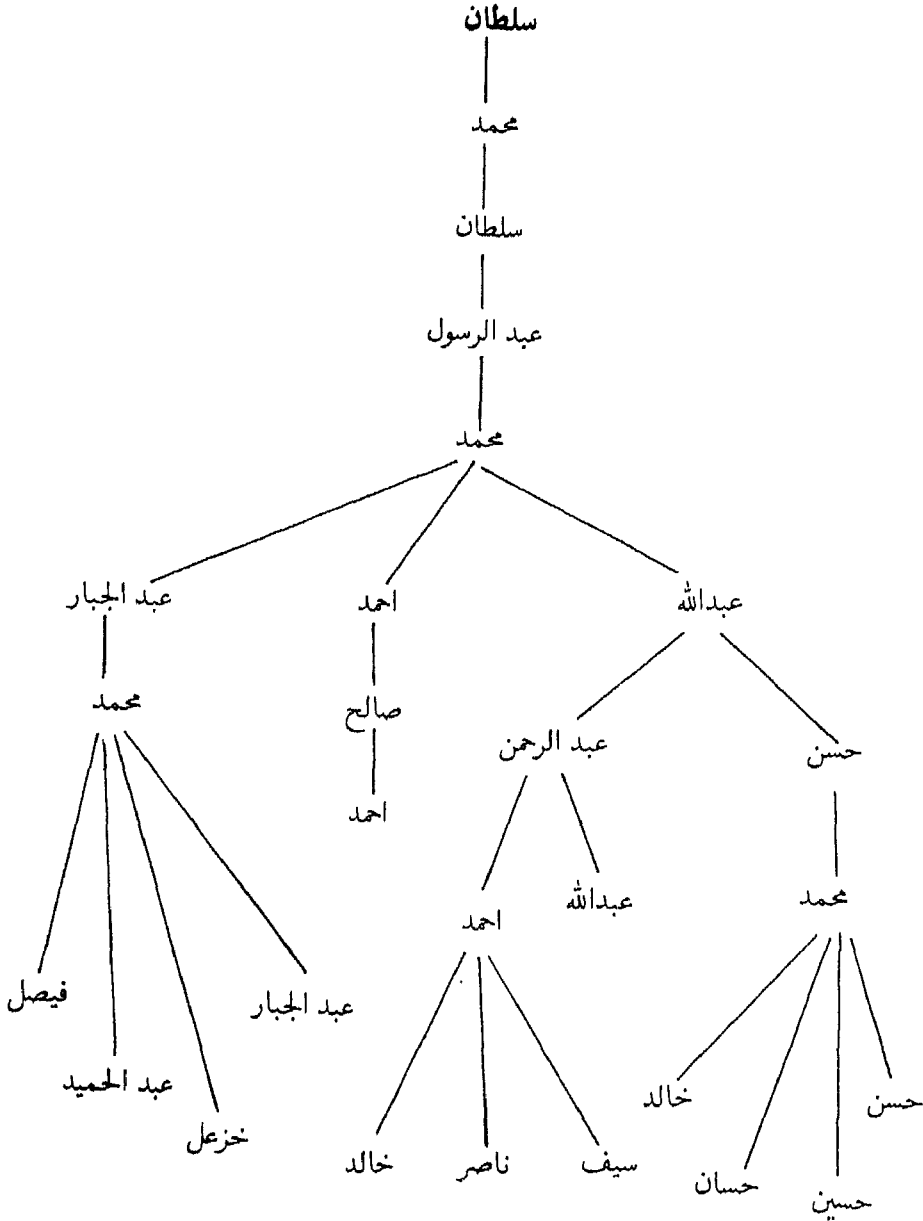 سلطان
محمد
سلطان
عبد الرسول
محمد
عبدالله
احمد
عبد الجبار
محمد
صالح
عبد الرحمن
حسن
احمد
محمد
عبدالله
احمد
فيصل
عبد الجبار
عبد الحميد
خزعل
حسن
خالد
سيف
ناصر
خالد
حسان
حسين